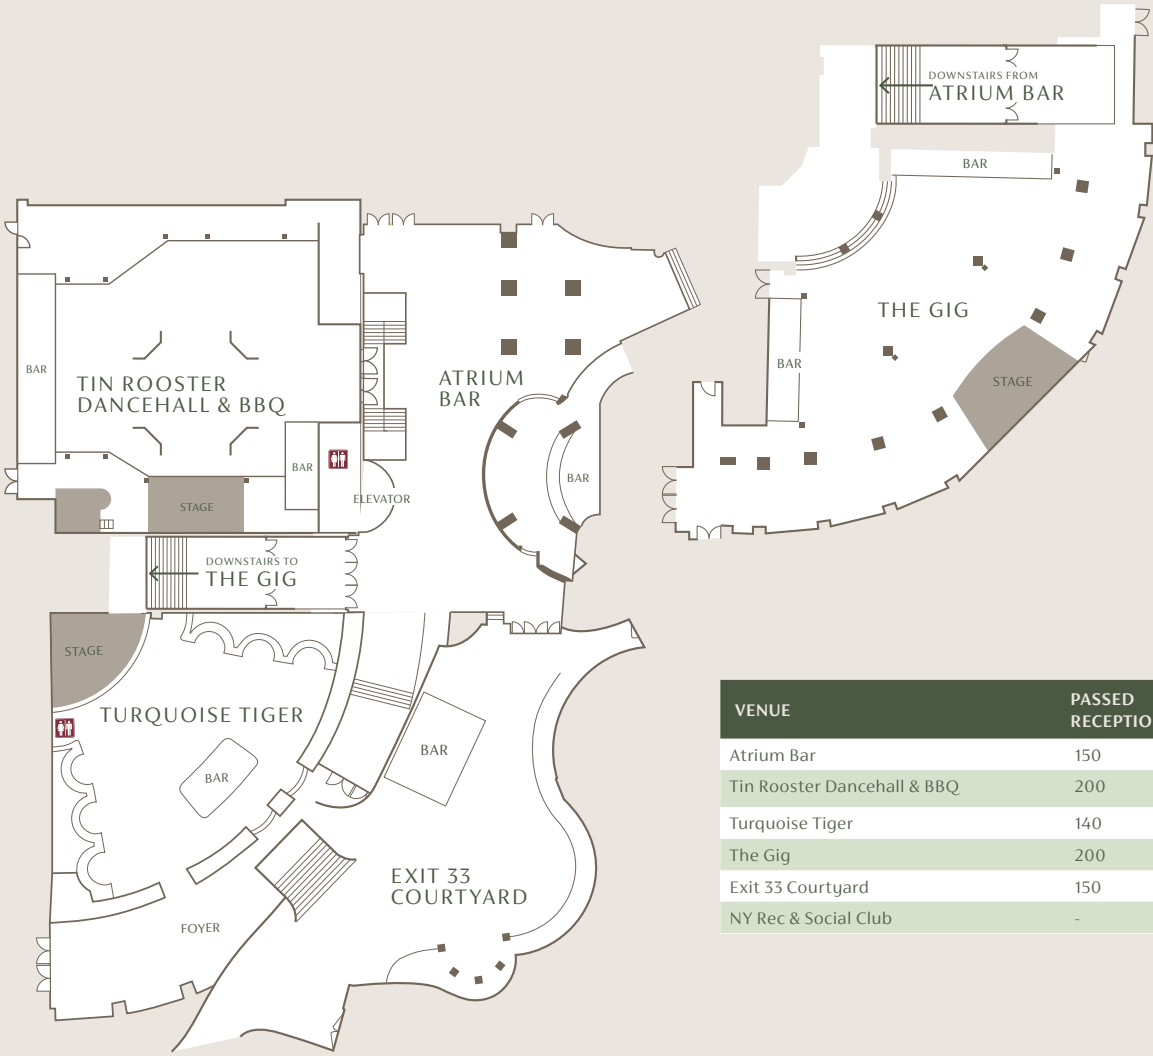 DOWNSTAIRS FROM
ATRIUM BAR
BAR
THE GIG
BAR
STAGE
BAR
TIN ROOSTER
DANCEHALL & BBQ
ATRIUM
BAR
BAR
BAR
ELEVATOR
STAGE
DOWNSTAIRS TO
THE GIG
STAGE
TURQUOISE TIGER
BAR
BAR
EXIT 33
COURTYARD
FOYER
VENUE PASSED
RECEPTIO
Atrium Bar 150
Tin Rooster Dancehall & BBQ 200
Turquoise Tiger 140
The Gig 200
Exit 33 Courtyard 150
NY Rec & Social Club -